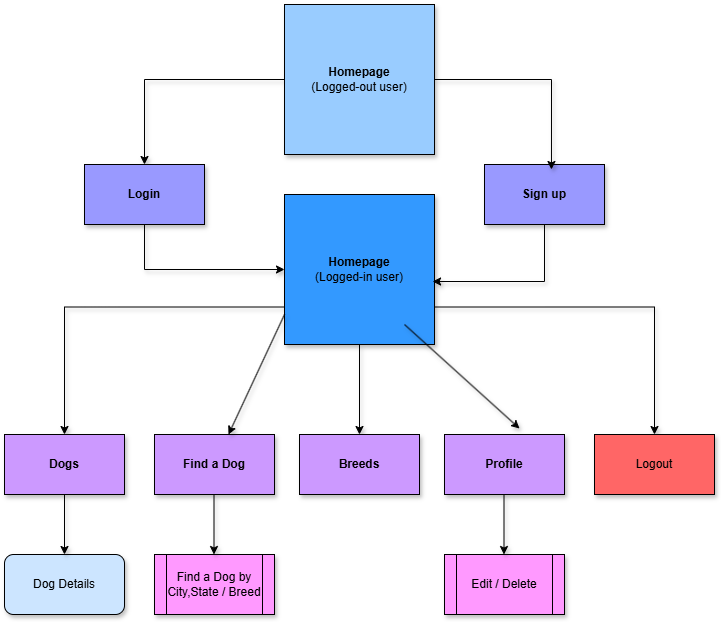 Homepage
(Logged-out user)
Login
Sign up
Homepage
(Logged-in user)
Dogs
Find a Dog
Breeds
Profile
Logout
Dog Details
Find a Dog by
City,State / Breed
Edit / Delete